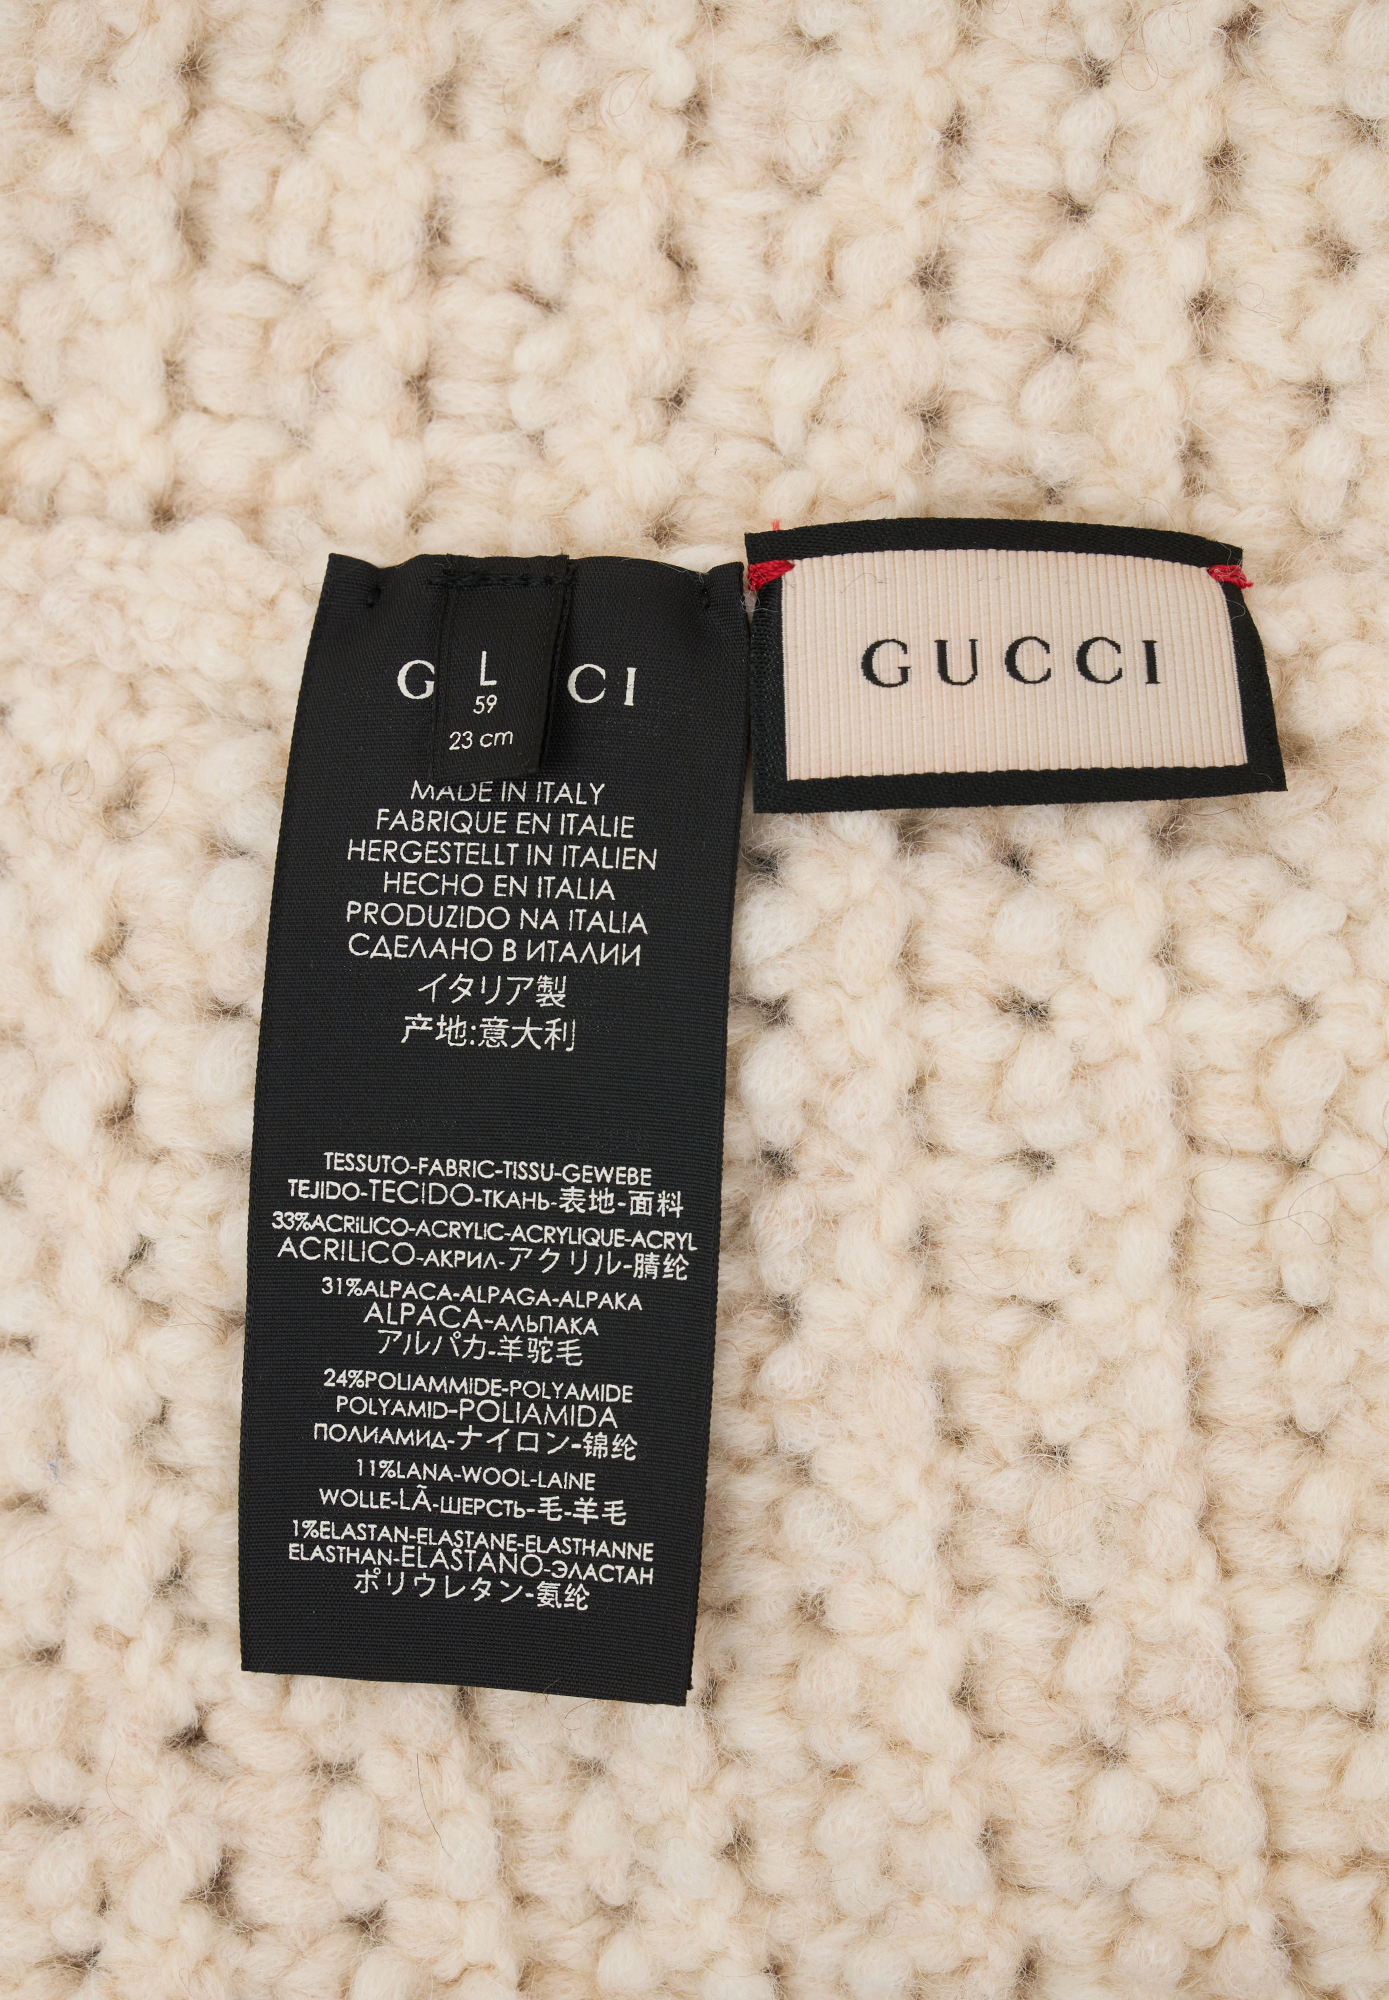 G CI
L
59
23 cm
GUCCI
MADE IN ITALY
FABRIQUE EN ITALIE
HERGESTELLT IN ITALIEN
HECHO EN ITALIA
PRODUZIDO NA ITALIA
СДЕЛАНО В ИТАЛИИ
イタリア製
产地:意大利
TESSUTO-FABRIC-TISSU-GEWEBE
TEJIDO-TECIDO-ТКАНЬ-表地-面料
33%ACRILICO-ACRYLIC-ACRYLIQUE-ACRYL
ACRILICO-АКРИЛ-アクリル-腈纶
31%ALPACA-ALPAGA-ALPAKA
ALPACA-АЛЬПАКА
アルパカ-羊驼毛
24%POLIAMMIDE-POLYAMIDE
POLYAMID-POLIAMIDA
ПОЛИАМИД-ナイロン-锦纶
11%LANA-WOOL-LAINE
WOLLE-LÃ-ШЕРСТЬ-毛-羊毛
1%ELASTAN-ELASTANE-ELASTHANNE
ELASTHAN-ELASTANO-ЭЛАСТАН
ポリウレタン-氨纶